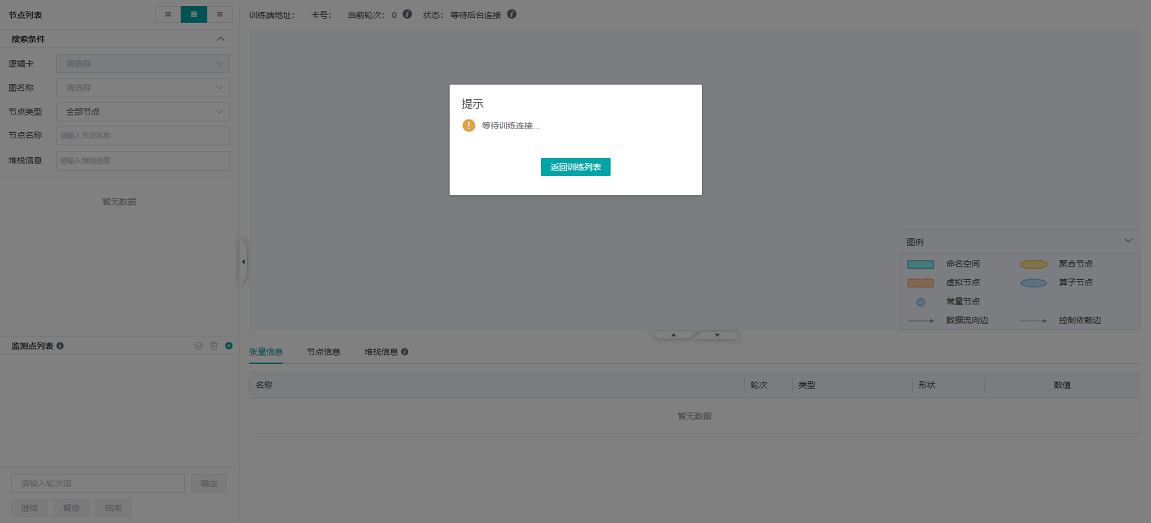 节点列表
搜索条件
逻辑卡 请选择
图名称 请选择
节点类型 全部节点
节点名称 请输入节点名称
堆栈信息 请输入堆栈信息
暂无数据
监测点列表
请输入轮次值 确定
继续 暂停 结束
训练端地址： 卡号： 当前轮次： 0 状态： 等待后台连接
提示
等待训练连接...
返回训练列表
图例
命名空间 聚合节点
虚拟节点 算子节点
常量节点
数据流向边 控制依赖边
张量信息 节点信息 堆栈信息
名称 轮次 类型 形状 数值
暂无数据